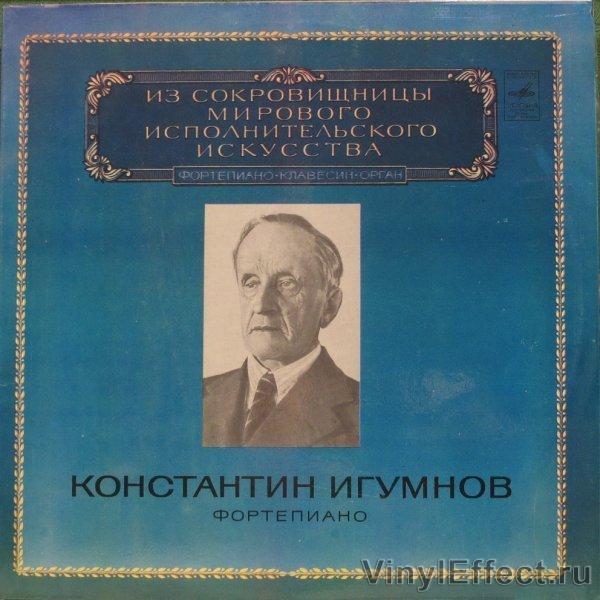 ИЗ СОКРОВИЩНИЦЫ
МИРОВОГО
ИСПОЛНИТЕЛЬСКОГО
ИСКУССТВА
ФОРТЕПИАНО·КЛАВЕСИН·ОРГАН
КОНСТАНТИН ИГУМНОВ
ФОРТЕПИАНО
VinylEffect.ru